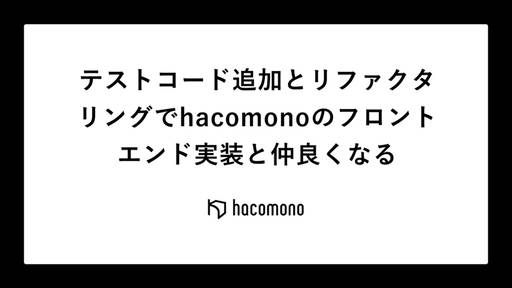 テストコード追加とリファクタ
リングでhacomonoのフロント
エンド実装と仲良くなる
hacomono